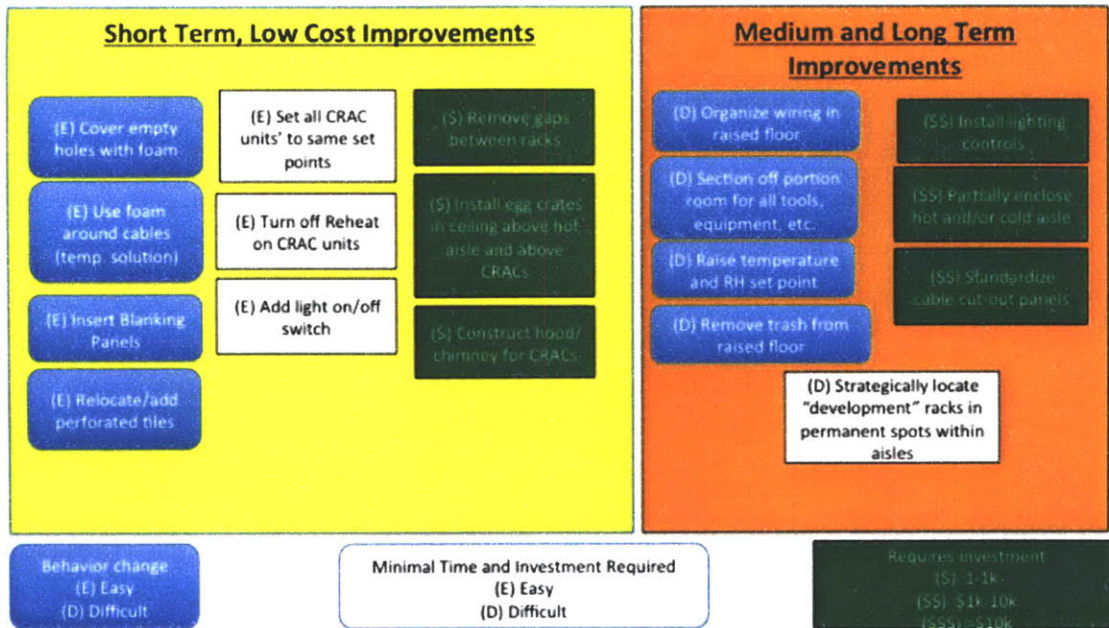 Short Term, Low Cost Improvements
(E) Cover empty
holes with foam
(E) Use foam
around cables
(temp. solution)
(E) Insert Blanking
Panels
(E) Relocate/add
perforated tiles
(E) Set all CRAC
units' to same set
points
(E) Turn off Reheat
on CRAC units
(E) Add light on/off
switch
(S) Remove gaps
between racks
(S) Install egg crates
in ceiling above hot
aisle and above
CRACs
(S) Construct hood/
chimney for CRACs
Medium and Long Term
Improvements
(D) Organize wiring in
raised floor
(D) Section off portion
room for all tools,
equipment, etc.
(D) Raise temperature
and RH set point
(D) Remove trash from
raised floor
(SS) Install lighting
controls
(SS) Partially enclose
hot and/or cold aisle
(SS) Standardize
cable cut-out panels
(D) Strategically locate
"development" racks in
permanent spots within
aisles
Behavior change
(E) Easy
(D) Difficult
Minimal Time and Investment Required
(E) Easy
(D) Difficult
Requires investment
(S) 1-1k
(SS) $1k-10k
(SSS) >$10k